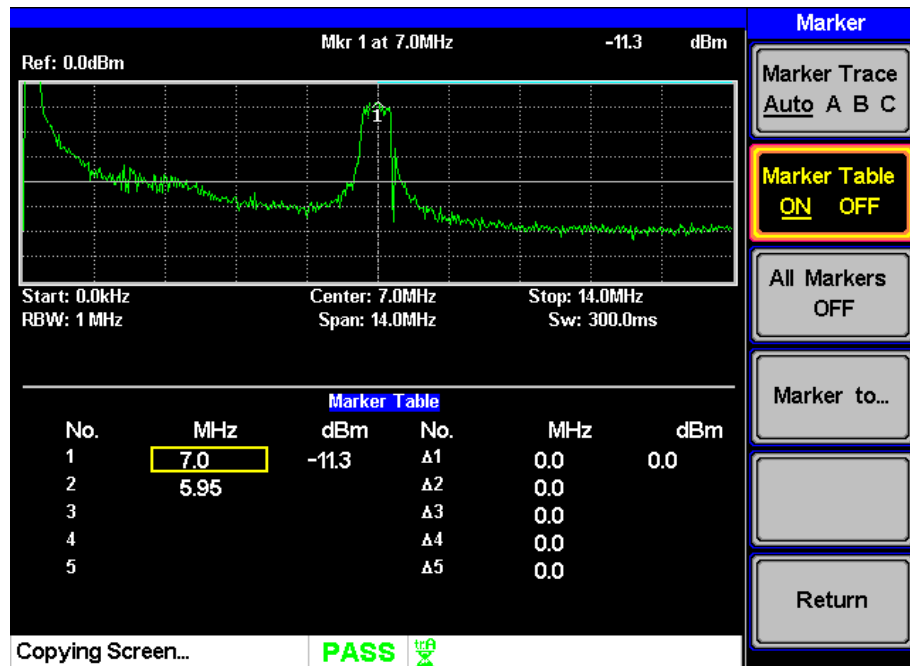 Mkr 1 at 7.0MHz -11.3 dBm
Ref: 0.0dBm
1
Start: 0.0kHz Center: 7.0MHz Stop: 14.0MHz
RBW: 1 MHz Span: 14.0MHz Sw: 300.0ms
Marker Table
No. MHz dBm No. MHz dBm
1 7.0 -11.3 Δ1 0.0 0.0
2 5.95 Δ2 0.0
3 Δ3 0.0
4 Δ4 0.0
5 Δ5 0.0
Copying Screen... PASS trA
Marker
Marker Trace
Auto A B C
Marker Table
ON OFF
All Markers
OFF
Marker to...
Return